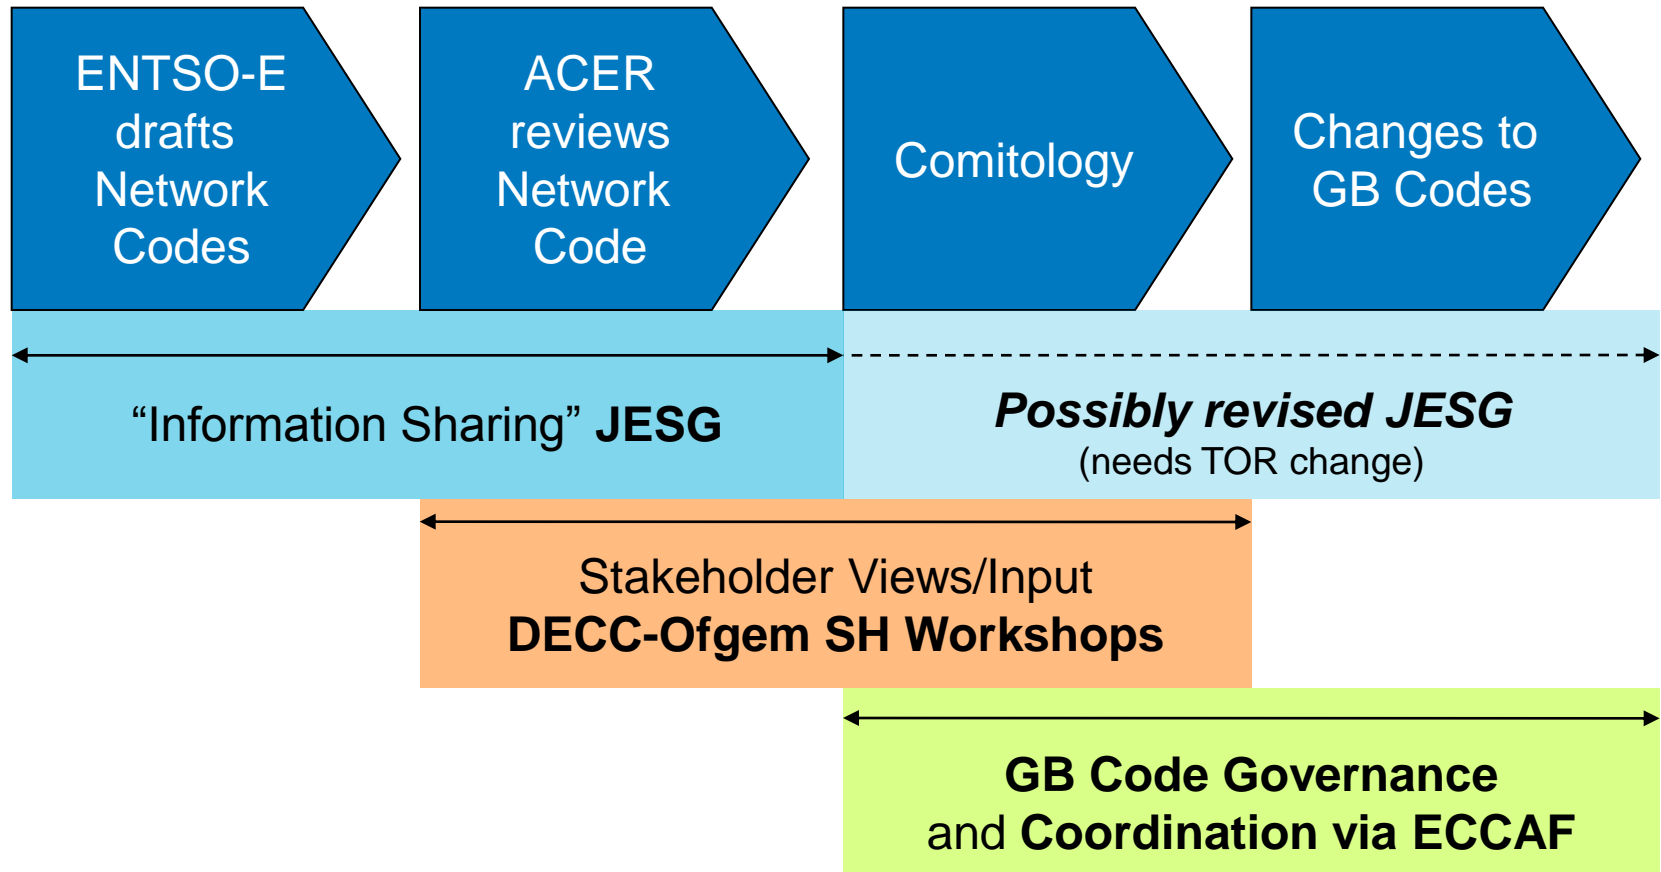 ENTSO-E
drafts
Network
Codes
ACER
reviews
Network
Code
Comitology
Changes to
GB Codes
“Information Sharing” JESG
Possibly revised JESG
(needs TOR change)
Stakeholder Views/Input
DECC-Ofgem SH Workshops
GB Code Governance
and Coordination via ECCAF